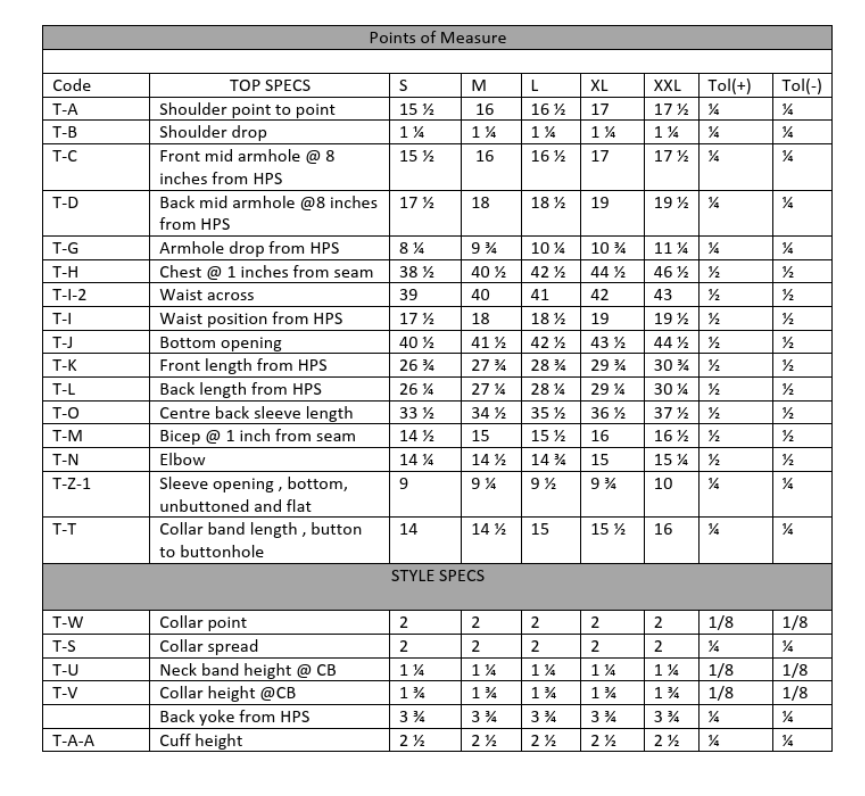 Points of Measure
Code TOP SPECS S M L XL XXL Tol(+) Tol(-)
T-A Shoulder point to point 15 ½ 16 16 ½ 17 17 ½ ¼ ¼
T-B Shoulder drop 1 ¼ 1 ¼ 1 ¼ 1 ¼ 1 ¼ ¼ ¼
T-C Front mid armhole @ 8 15 ½ 16 16 ½ 17 17 ½ ¼ ¼
inches from HPS
T-D Back mid armhole @8 inches 17 ½ 18 18 ½ 19 19 ½ ¼ ¼
from HPS
T-G Armhole drop from HPS 8 ¼ 9 ¾ 10 ¼ 10 ¾ 11 ¼ ¼ ¼
T-H Chest @ 1 inches from seam 38 ½ 40 ½ 42 ½ 44 ½ 46 ½ ½ ½
T-I-2 Waist across 39 40 41 42 43 ½ ½
T-I Waist position from HPS 17 ½ 18 18 ½ 19 19 ½ ½ ½
T-J Bottom opening 40 ½ 41 ½ 42 ½ 43 ½ 44 ½ ½ ½
T-K Front length from HPS 26 ¾ 27 ¾ 28 ¾ 29 ¾ 30 ¾ ½ ½
T-L Back length from HPS 26 ¼ 27 ¼ 28 ¼ 29 ¼ 30 ¼ ½ ½
T-O Centre back sleeve length 33 ½ 34 ½ 35 ½ 36 ½ 37 ½ ½ ½
T-M Bicep @ 1 inch from seam 14 ½ 15 15 ½ 16 16 ½ ½ ½
T-N Elbow 14 ¼ 14 ½ 14 ¾ 15 15 ¼ ½ ½
T-Z-1 Sleeve opening , bottom, 9 9 ¼ 9 ½ 9 ¾ 10 ¼ ¼
unbuttoned and flat
T-T Collar band length , button 14 14 ½ 15 15 ½ 16 ¼ ¼
to buttonhole
STYLE SPECS
T-W Collar point 2 2 2 2 2 1/8 1/8
T-S Collar spread 2 2 2 2 2 ¼ ¼
T-U Neck band height @ CB 1 ¼ 1 ¼ 1 ¼ 1 ¼ 1 ¼ 1/8 1/8
T-V Collar height @CB 1 ¾ 1 ¾ 1 ¾ 1 ¾ 1 ¾ 1/8 1/8
Back yoke from HPS 3 ¾ 3 ¾ 3 ¾ 3 ¾ 3 ¾ ¼ ¼
T-A-A Cuff height 2 ½ 2 ½ 2 ½ 2 ½ 2 ½ ¼ ¼